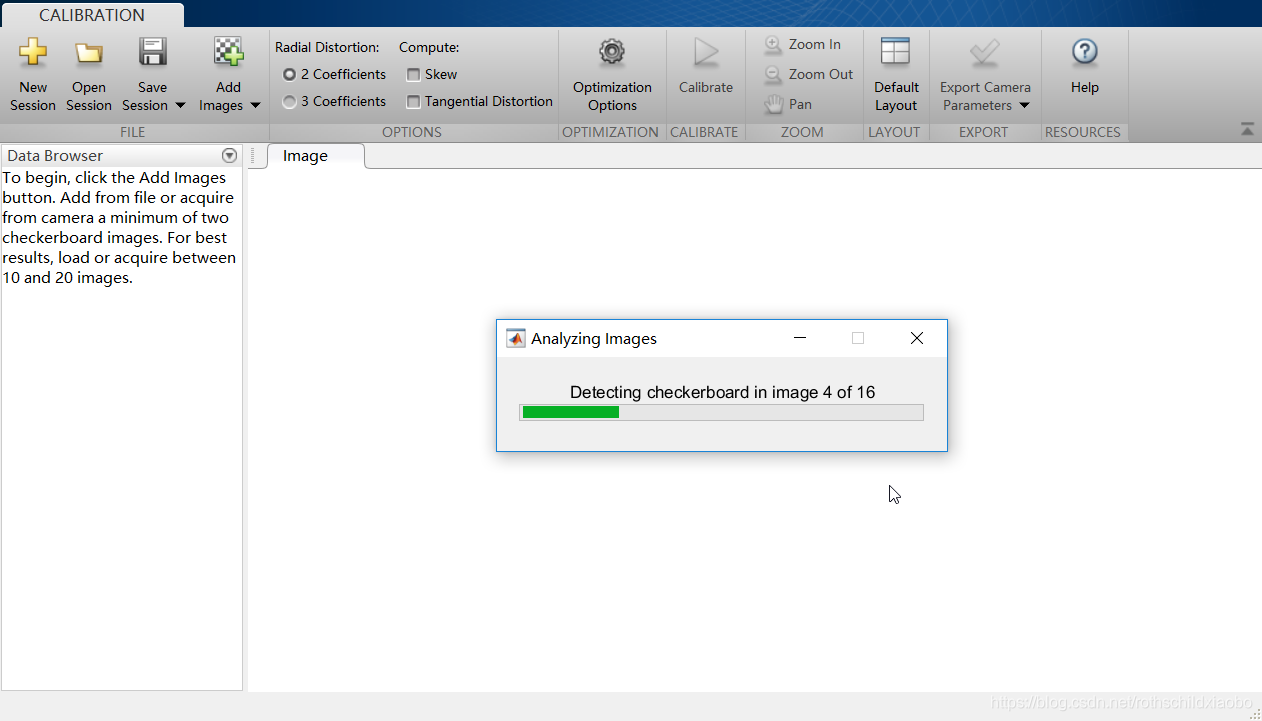 CALIBRATION
New Session
Open Session
Save Session
Add Images
FILE
Radial Distortion:
2 Coefficients
3 Coefficients
Compute:
Skew
Tangential Distortion
OPTIONS
Optimization Options
OPTIMIZATION
Calibrate
CALIBRATE
Zoom In
Zoom Out
Pan
ZOOM
Default Layout
LAYOUT
Export Camera Parameters
EXPORT
Help
RESOURCES
Data Browser
To begin, click the Add Images
button. Add from file or acquire
from camera a minimum of two
checkerboard images. For best
results, load or acquire between
10 and 20 images.
Image
Analyzing Images
Detecting checkerboard in image 4 of 16
https://blog.csdn.net/rothschildxiaobo